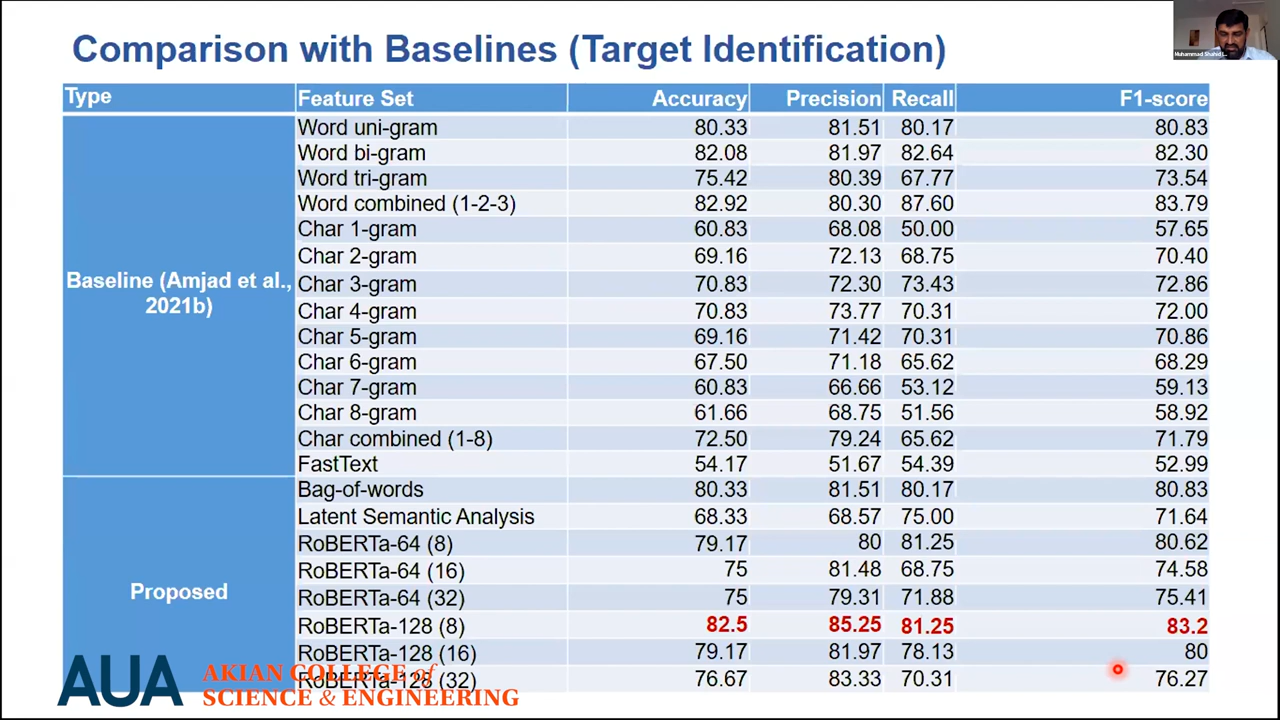 Comparison with Baselines (Target Identification)
Muhammad Shahid I...
Type Feature Set Accuracy Precision Recall F1-score
Baseline (Amjad et al., 2021b)
Word uni-gram 80.33 81.51 80.17 80.83
Word bi-gram 82.08 81.97 82.64 82.30
Word tri-gram 75.42 80.39 67.77 73.54
Word combined (1-2-3) 82.92 80.30 87.60 83.79
Char 1-gram 60.83 68.08 50.00 57.65
Char 2-gram 69.16 72.13 68.75 70.40
Char 3-gram 70.83 72.30 73.43 72.86
Char 4-gram 70.83 73.77 70.31 72.00
Char 5-gram 69.16 71.42 70.31 70.86
Char 6-gram 67.50 71.18 65.62 68.29
Char 7-gram 60.83 66.66 53.12 59.13
Char 8-gram 61.66 68.75 51.56 58.92
Char combined (1-8) 72.50 79.24 65.62 71.79
FastText 54.17 51.67 54.39 52.99
Proposed
Bag-of-words 80.33 81.51 80.17 80.83
Latent Semantic Analysis 68.33 68.57 75.00 71.64
RoBERTa-64 (8) 79.17 80 81.25 80.62
RoBERTa-64 (16) 75 81.48 68.75 74.58
RoBERTa-64 (32) 75 79.31 71.88 75.41
RoBERTa-128 (8) 82.5 85.25 81.25 83.2
RoBERTa-128 (16) 79.17 81.97 78.13 80
RoBERTa-128 (32) 76.67 83.33 70.31 76.27
AUA AKIAN COLLEGE of
SCIENCE & ENGINEERING